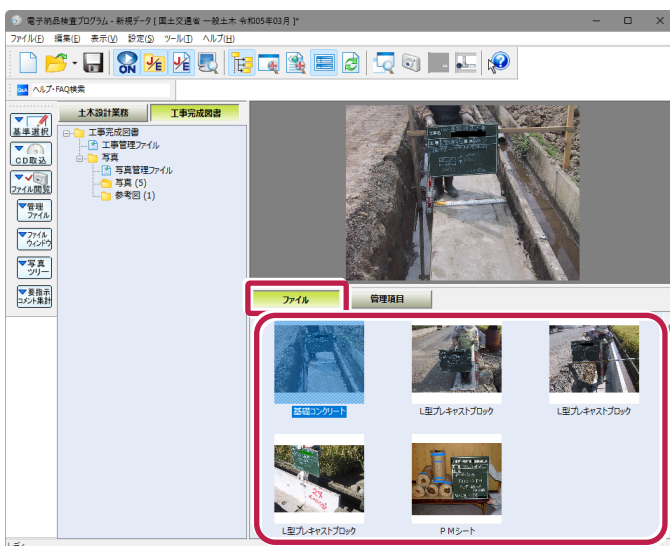 電子納品検査プログラム - 新規データ [ 国土交通省 一般土木 令和05年03月 ]*
ファイル(F) 編集(E) 表示(V) 設定(S) ツール(T) ヘルプ(H)
ヘルプ・FAQ検索
基準選択
CD取込
ファイル閲覧
管理
ファイル
ファイル
ウィンドウ
写真
ツリー
要指示
コメント集計
土木設計業務 工事完成図書
工事完成図書
工事管理ファイル
写真
写真管理ファイル
写真 (5)
参考図 (1)
ファイル 管理項目
基礎コンクリート L型プレキャストブロック L型プレキャストブロック
L型プレキャストブロック PMシート